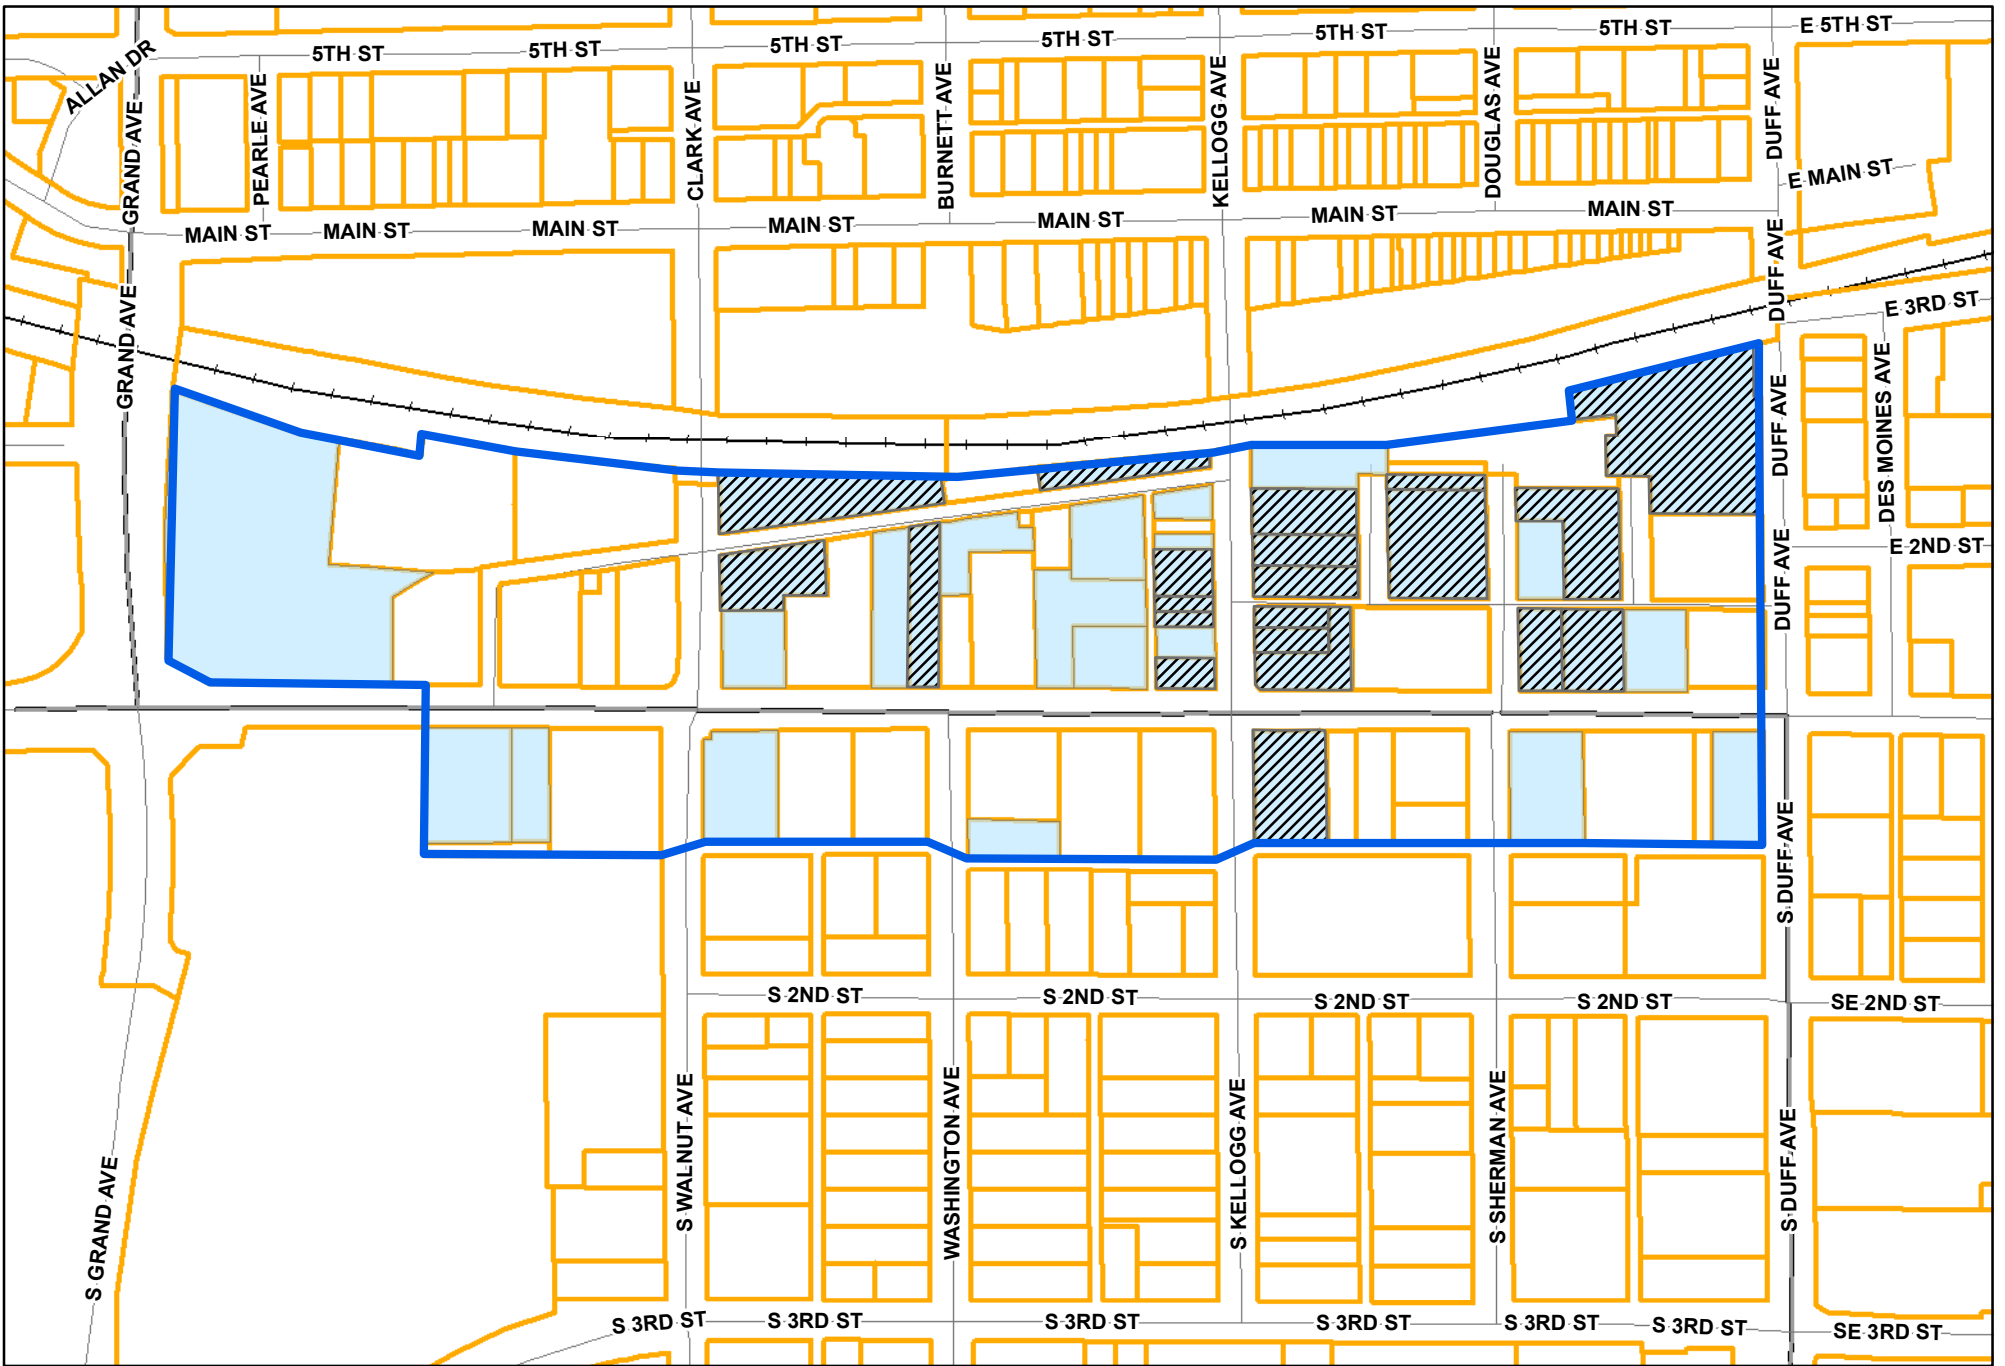 E 5TH ST
5TH ST
5TH ST
5TH ST
5TH ST
5TH ST
5TH ST
ALLAN DR
GRAND AVE
PEARLE AVE
CLARK AVE
BURNETT AVE
KELLOGG AVE
DOUGLAS AVE
DUFF AVE
E MAIN ST
MAIN ST
MAIN ST
MAIN ST
MAIN ST
MAIN ST
MAIN ST
MAIN ST
DUFF AVE
E 3RD ST
GRAND AVE
DUFF AVE
DES MOINES AVE
E 2ND ST
DUFF AVE
S DUFF AVE
S 2ND ST
S 2ND ST
S 2ND ST
S 2ND ST
SE 2ND ST
S GRAND AVE
S WALNUT AVE
WASHINGTON AVE
S KELLOGG AVE
S SHERMAN AVE
S DUFF AVE
S 3RD ST
S 3RD ST
S 3RD ST
S 3RD ST
S 3RD ST
S 3RD ST
SE 3RD ST